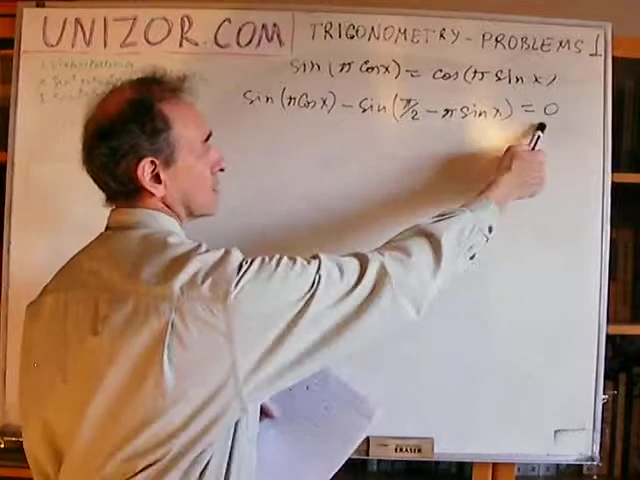 UNIZOR.COM
TRIGONOMETRY - PROBLEMS 1
sin(π cos x) = cos(π sin x)
sin(π cos x) - sin(π/2 - π sin x) = 0
ERASER